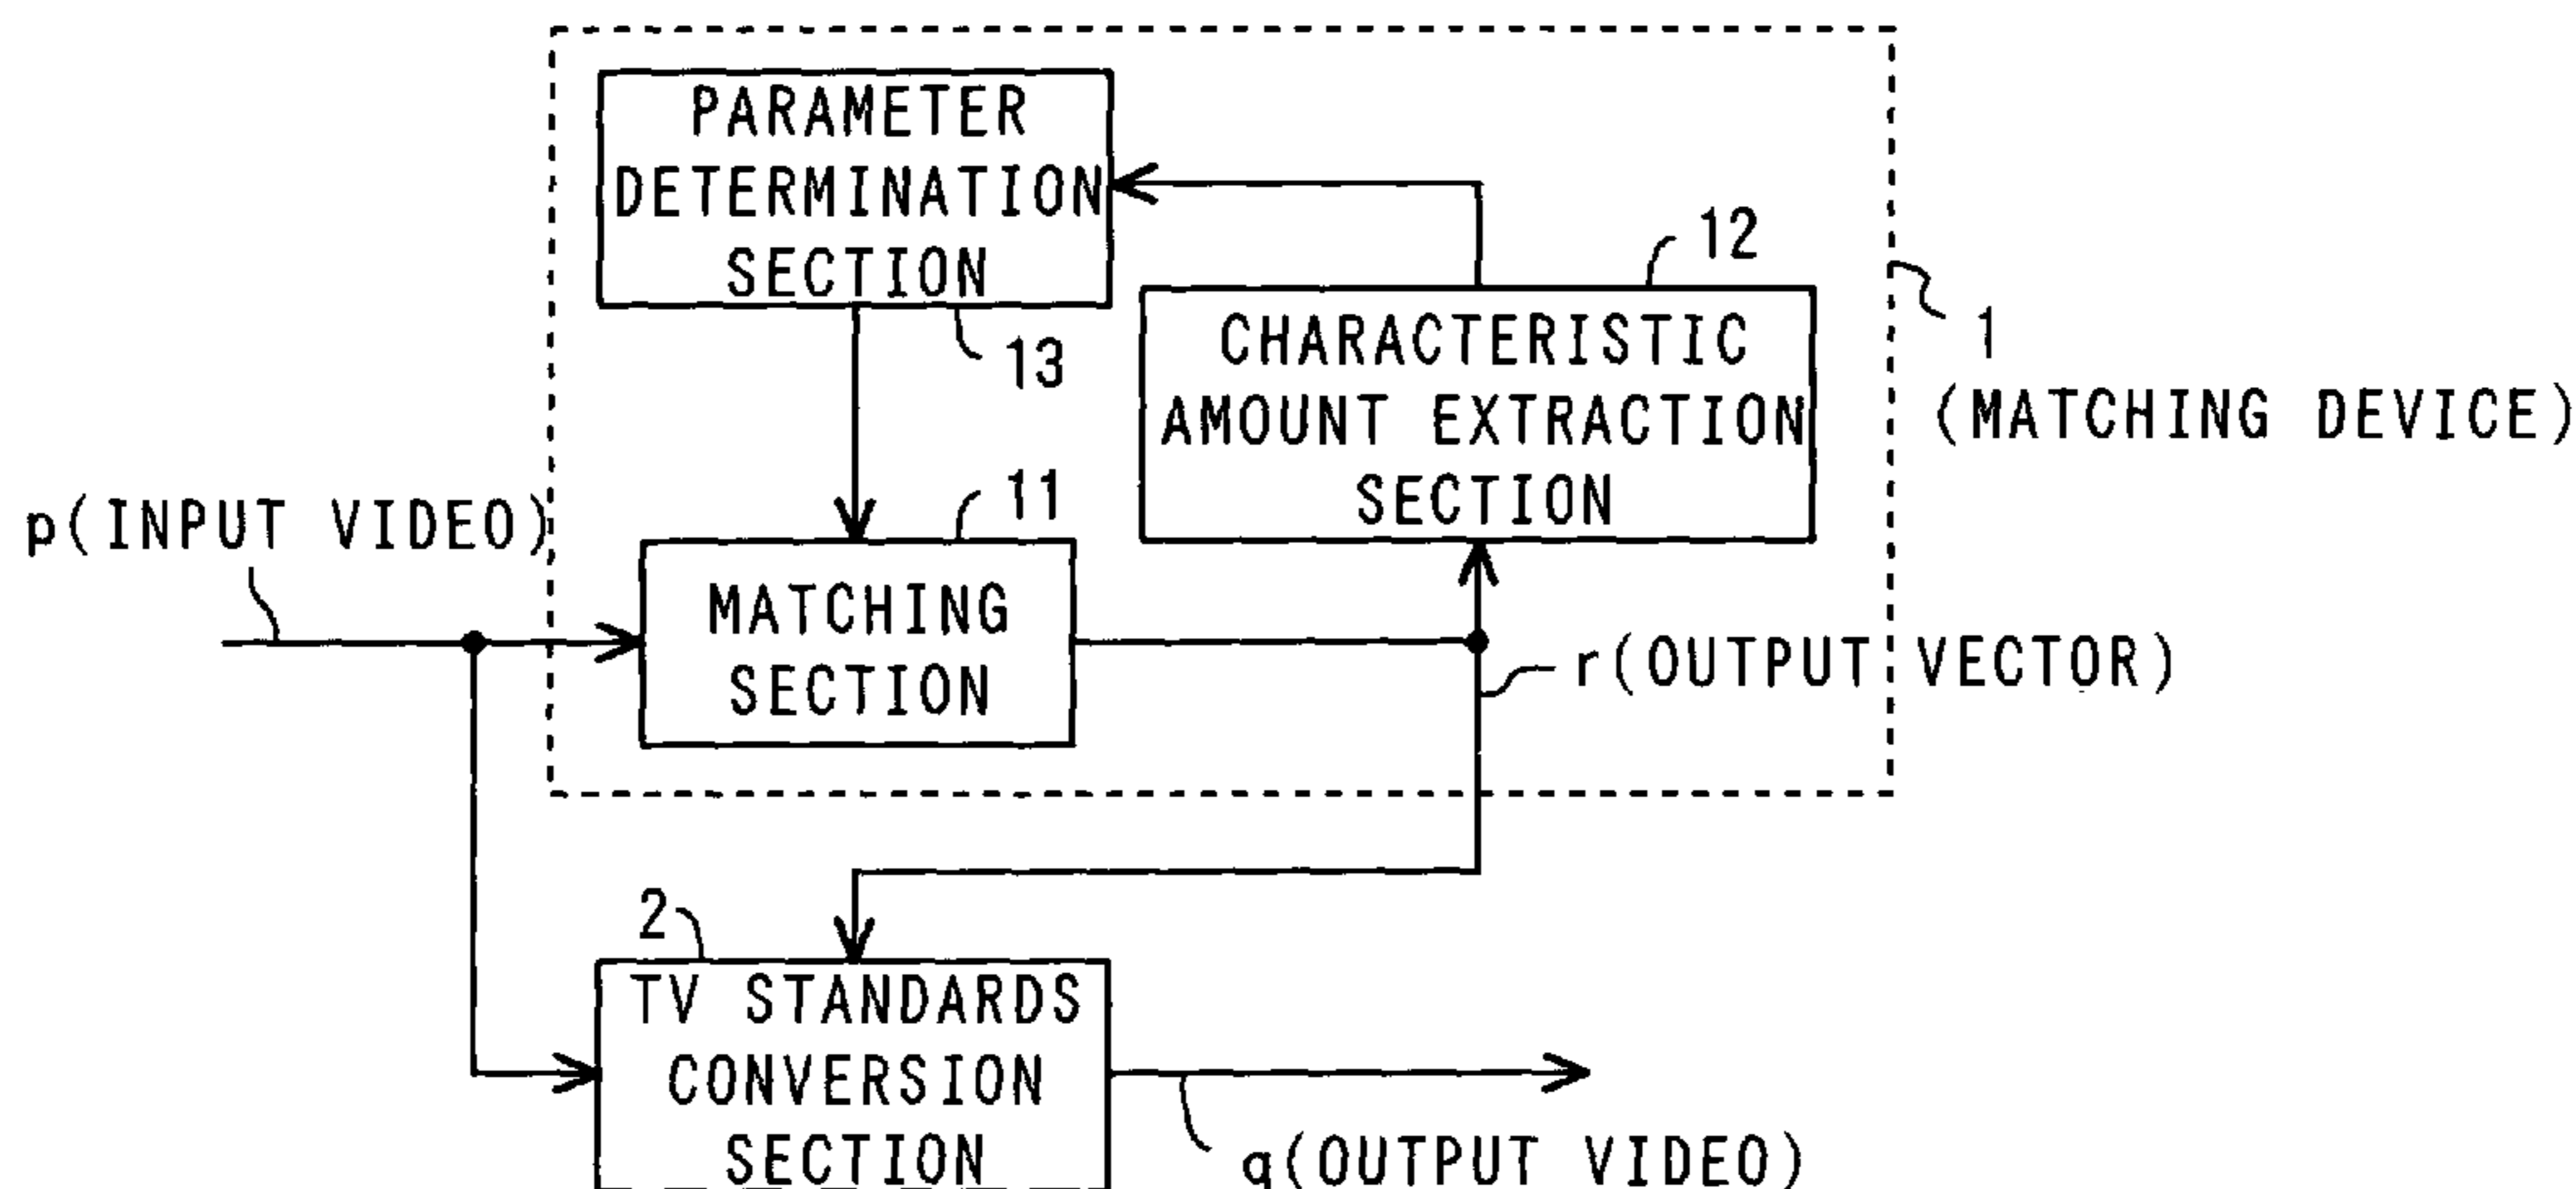 PARAMETER
DETERMINATION
SECTION
13
12
CHARACTERISTIC
AMOUNT EXTRACTION
SECTION
1
(MATCHING DEVICE)
p(INPUT VIDEO)
11
MATCHING
SECTION
r(OUTPUT VECTOR)
2
TV STANDARDS
CONVERSION
SECTION
q(OUTPUT VIDEO)